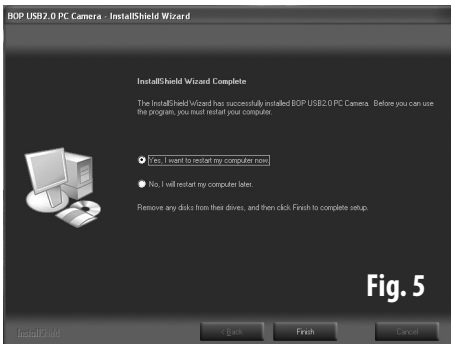 BOP USB2.0 PC Camera - InstallShield Wizard
InstallShield Wizard Complete
The InstallShield Wizard has successfully installed BOP USB2.0 PC Camera. Before you can use
the program, you must restart your computer.
Yes, I want to restart my computer now.
No, I will restart my computer later.
Remove any disks from their drives, and then click Finish to complete setup.
Fig. 5
InstallShield
< Back
Finish
Cancel